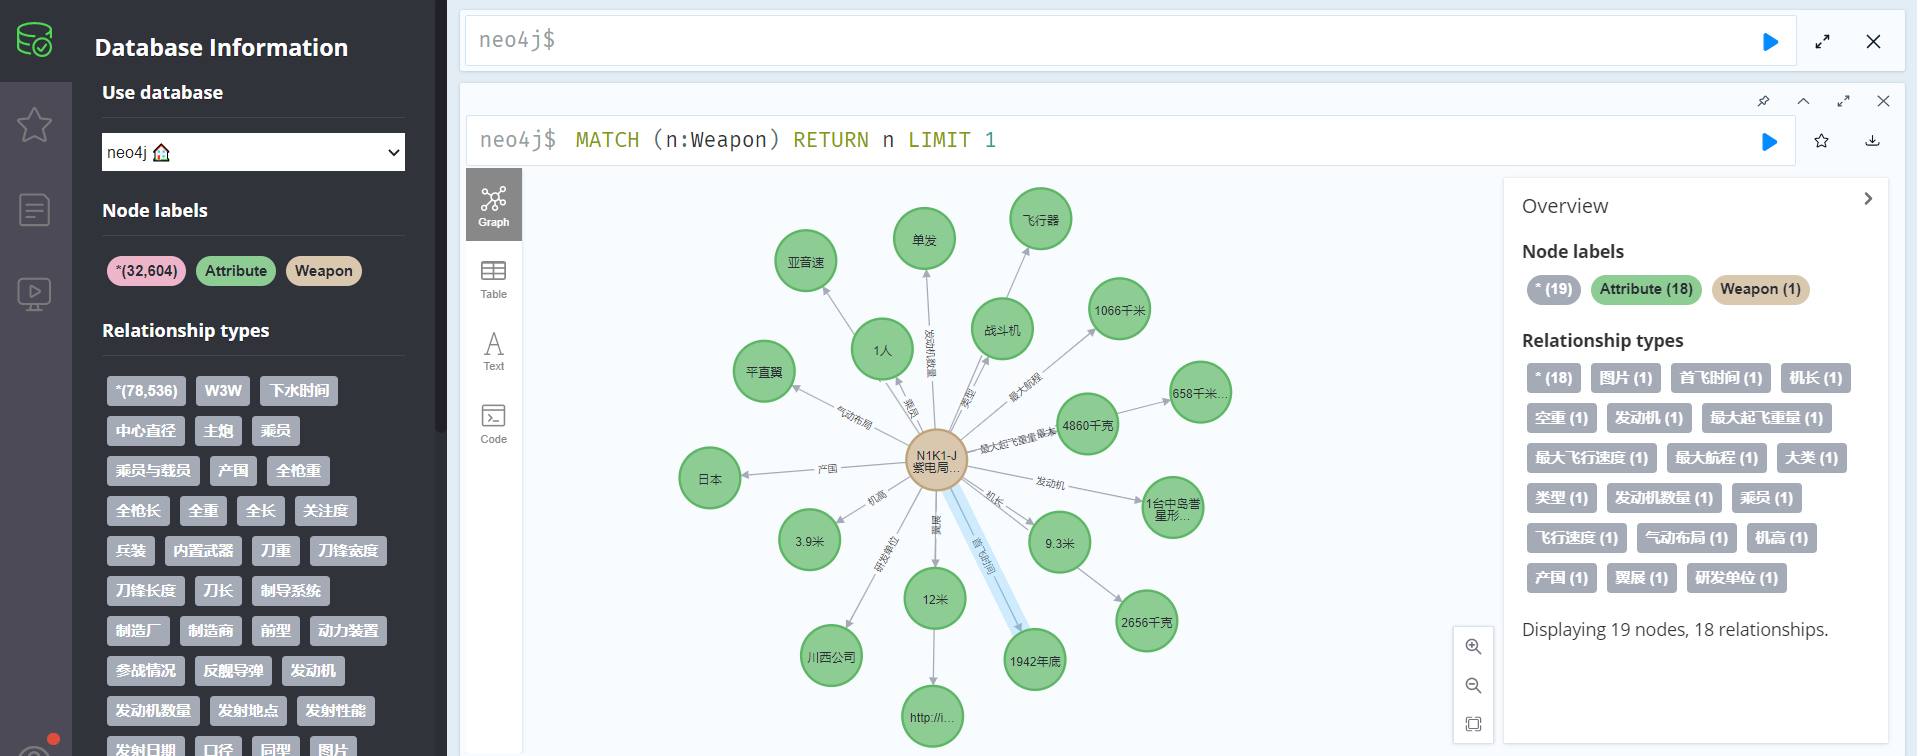 Database Information
Use database
neo4j
Node labels
*(32,604) Attribute Weapon
Relationship types
*(78,536) W3W 下水时间
中心直径 主炮 乘员
乘员与载员 产国 全枪重
全枪长 全重 全长 关注度
兵装 内置武器 刀重 刀锋宽度
刀锋长度 刀长 制导系统
制造厂 制造商 前型 动力装置
参战情况 反舰导弹 发动机
发动机数量 发射地点 发射性能
发射日期 口径 同型 图片
neo4j$
neo4j$ MATCH (n:Weapon) RETURN n LIMIT 1
Graph
Table
Text
Code
飞行器
单发
亚音速
1066千米
战斗机
1人
平直翼
658千米...
4860千克
N1K1-J
紫电局...
日本
1台中岛誉
星形...
3.9米
9.3米
12米
2656千克
川西公司
1942年底
http://i...
发动机数量
类型
最大航程
乘员
气动布局
最大起飞重量
产国
发动机
机高
机长
翼展
研发单位
首飞时间
Overview
Node labels
* (19) Attribute (18) Weapon (1)
Relationship types
* (18) 图片 (1) 首飞时间 (1) 机长 (1)
空重 (1) 发动机 (1) 最大起飞重量 (1)
最大飞行速度 (1) 最大航程 (1) 大类 (1)
类型 (1) 发动机数量 (1) 乘员 (1)
飞行速度 (1) 气动布局 (1) 机高 (1)
产国 (1) 翼展 (1) 研发单位 (1)
Displaying 19 nodes, 18 relationships.